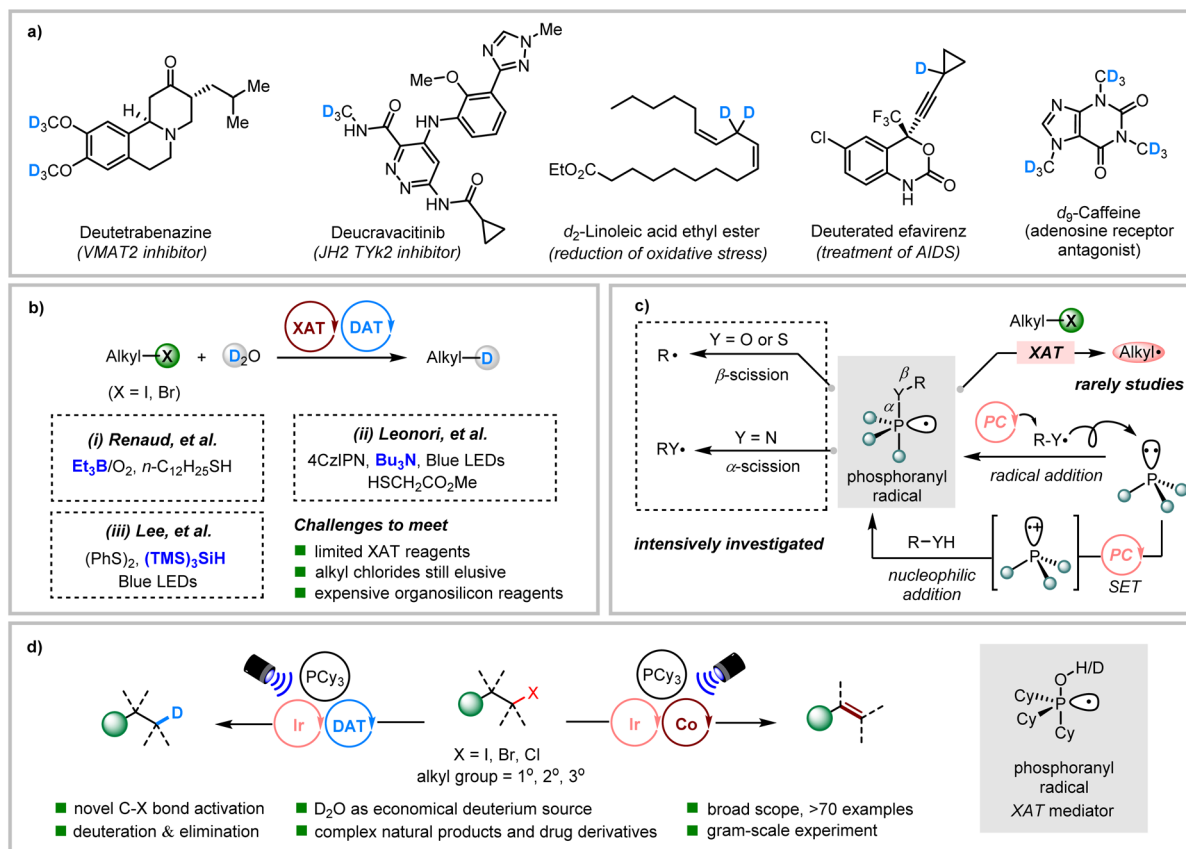 a)
O
Me
D3C
O
H
N
Me
D3C
O
Deutetrabenazine
(VMAT2 inhibitor)
Me
N
N
N
MeO
D3C
HN
O
HN
N
N
HN
O
Deucravacitinib
(JH2 TYk2 inhibitor)
D
D
EtO2C
d2-Linoleic acid ethyl ester
(reduction of oxidative stress)
D
F3C
Cl
O
N
H
O
Deuterated efavirenz
(treatment of AIDS)
CD3
N
N
O
N
N
CD3
D3C
O
d9-Caffeine
(adenosine receptor
antagonist)
b)
XAT
DAT
Alkyl
X
+
D2O
Alkyl
D
(X = I, Br)
(i) Renaud, et al.
Et3B/O2, n-C12H25SH
(ii) Leonori, et al.
4CzIPN, Bu3N, Blue LEDs
HSCH2CO2Me
(iii) Lee, et al.
(PhS)2, (TMS)3SiH
Blue LEDs
Challenges to meet
limited XAT reagents
alkyl chlorides still elusive
expensive organosilicon reagents
c)
R•
Y = O or S
β-scission
RY•
Y = N
α-scission
intensively investigated
β
R
Y
α
P
•
phosphoranyl
radical
Alkyl
X
XAT
Alkyl•
rarely studies
PC
R-Y•
radical addition
••
P
R−YH
nucleophilic
addition
•+
P
PC
SET
d)
D
PCy3
Ir
DAT
X
X = I, Br, Cl
alkyl group = 1º, 2º, 3º
PCy3
Ir
Co
novel C-X bond activation
deuteration & elimination
D2O as economical deuterium source
complex natural products and drug derivatives
broad scope, >70 examples
gram-scale experiment
H/D
O
Cy
P
•
Cy
Cy
phosphoranyl
radical
XAT mediator